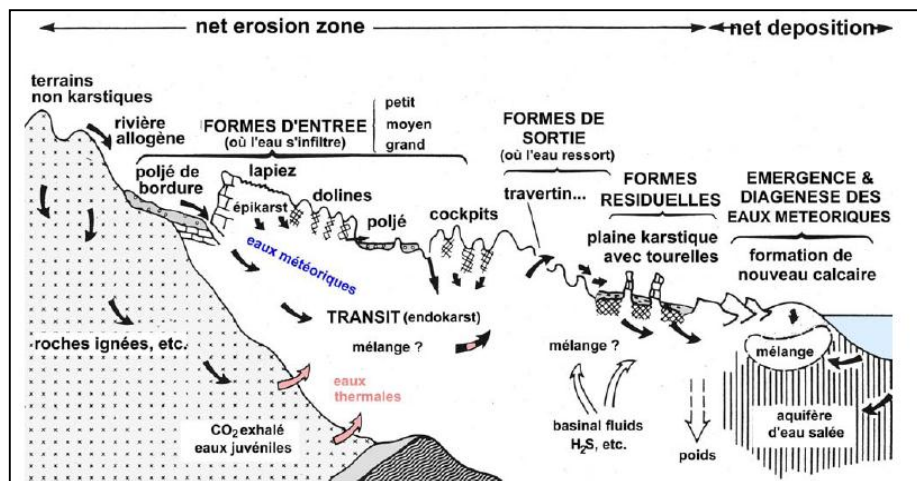 net erosion zone
net deposition
terrains
non karstiques
rivière
allogène
FORMES D'ENTREE
(où l'eau s'infiltre)
petit
moyen
grand
FORMES DE
SORTIE
(où l'eau ressort)
poljé de
bordure
lapiez
épikarst
dolines
poljé
cockpits
travertin...
FORMES
RESIDUELLES
plaine karstique
avec tourelles
EMERGENCE &
DIAGENESE DES
EAUX METEORIQUES
formation de
nouveau calcaire
eaux météoriques
TRANSIT (endokarst)
mélange ?
mélange ?
mélange
roches ignées, etc.
eaux
thermales
CO2 exhalé
eaux juvéniles
basinal fluids
H2S, etc.
poids
aquifère
d'eau salée